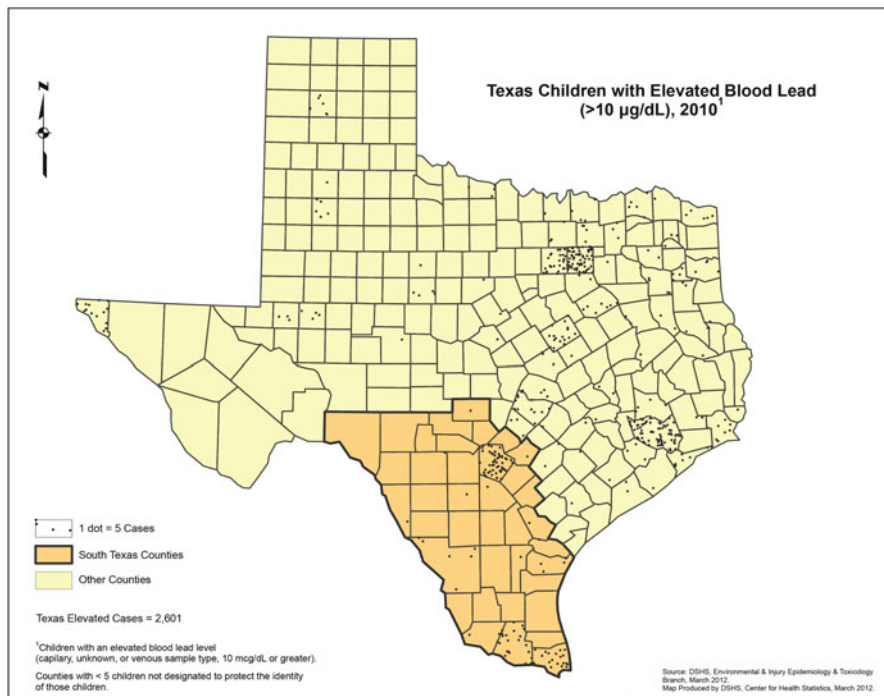 N
Texas Children with Elevated Blood Lead
(>10 µg/dL), 2010¹
1 dot = 5 Cases
South Texas Counties
Other Counties
Texas Elevated Cases = 2,601
¹Children with an elevated blood lead level
(capilary, unknown, or venous sample type, 10 mcg/dL or greater).
Counties with < 5 children not designated to protect the identity
of those children.
Source: DSHS, Environmental & Injury Epidemiology & Toxicology
Branch, March 2012.
Map Produced by DSHS, Center for Health Statistics, March 2012.